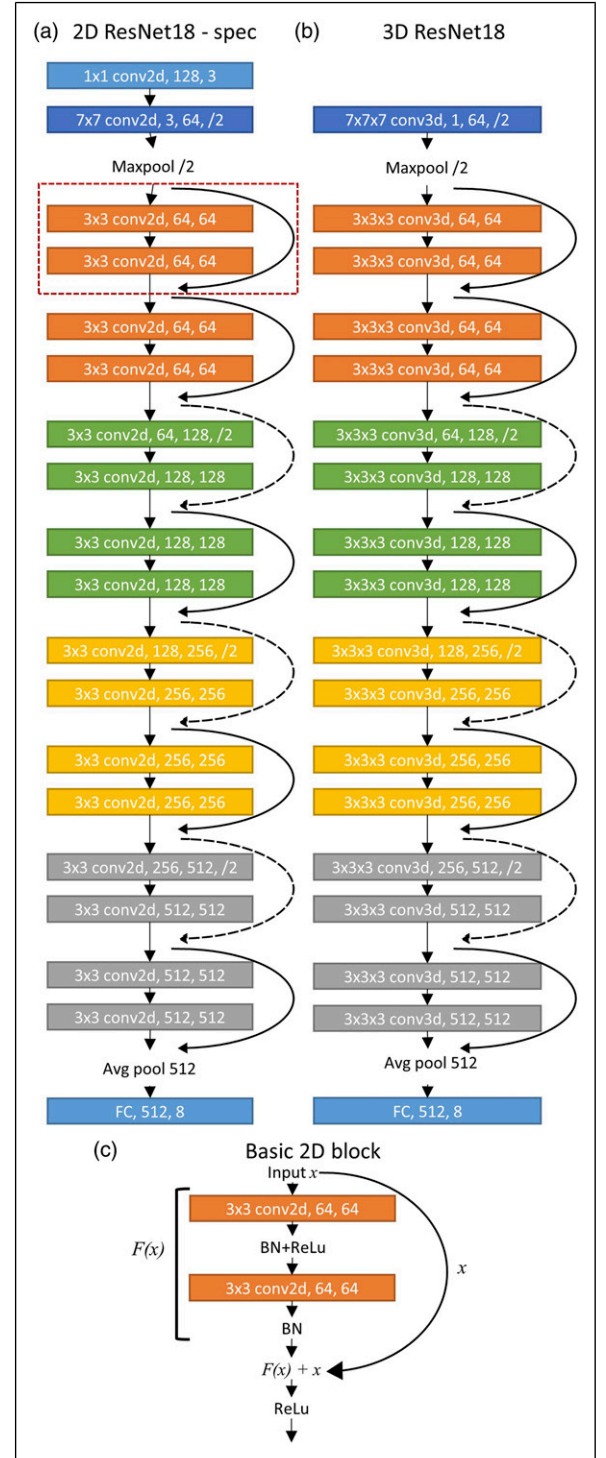 (a) 2D ResNet18 - spec
1x1 conv2d, 128, 3
7x7 conv2d, 3, 64, /2
Maxpool /2
3x3 conv2d, 64, 64
3x3 conv2d, 64, 64
3x3 conv2d, 64, 64
3x3 conv2d, 64, 64
3x3 conv2d, 64, 128, /2
3x3 conv2d, 128, 128
3x3 conv2d, 128, 128
3x3 conv2d, 128, 128
3x3 conv2d, 128, 256, /2
3x3 conv2d, 256, 256
3x3 conv2d, 256, 256
3x3 conv2d, 256, 256
3x3 conv2d, 256, 512, /2
3x3 conv2d, 512, 512
3x3 conv2d, 512, 512
3x3 conv2d, 512, 512
Avg pool 512
FC, 512, 8
(b) 3D ResNet18
7x7x7 conv3d, 1, 64, /2
Maxpool /2
3x3x3 conv3d, 64, 64
3x3x3 conv3d, 64, 64
3x3x3 conv3d, 64, 64
3x3x3 conv3d, 64, 64
3x3x3 conv3d, 64, 128, /2
3x3x3 conv3d, 128, 128
3x3x3 conv3d, 128, 128
3x3x3 conv3d, 128, 128
3x3x3 conv3d, 128, 256, /2
3x3x3 conv3d, 256, 256
3x3x3 conv3d, 256, 256
3x3x3 conv3d, 256, 256
3x3x3 conv3d, 256, 512, /2
3x3x3 conv3d, 512, 512
3x3x3 conv3d, 512, 512
3x3x3 conv3d, 512, 512
Avg pool 512
FC, 512, 8
(c) Basic 2D block
Input x
3x3 conv2d, 64, 64
F(x)
BN+ReLu
x
3x3 conv2d, 64, 64
BN
F(x) + x
ReLu